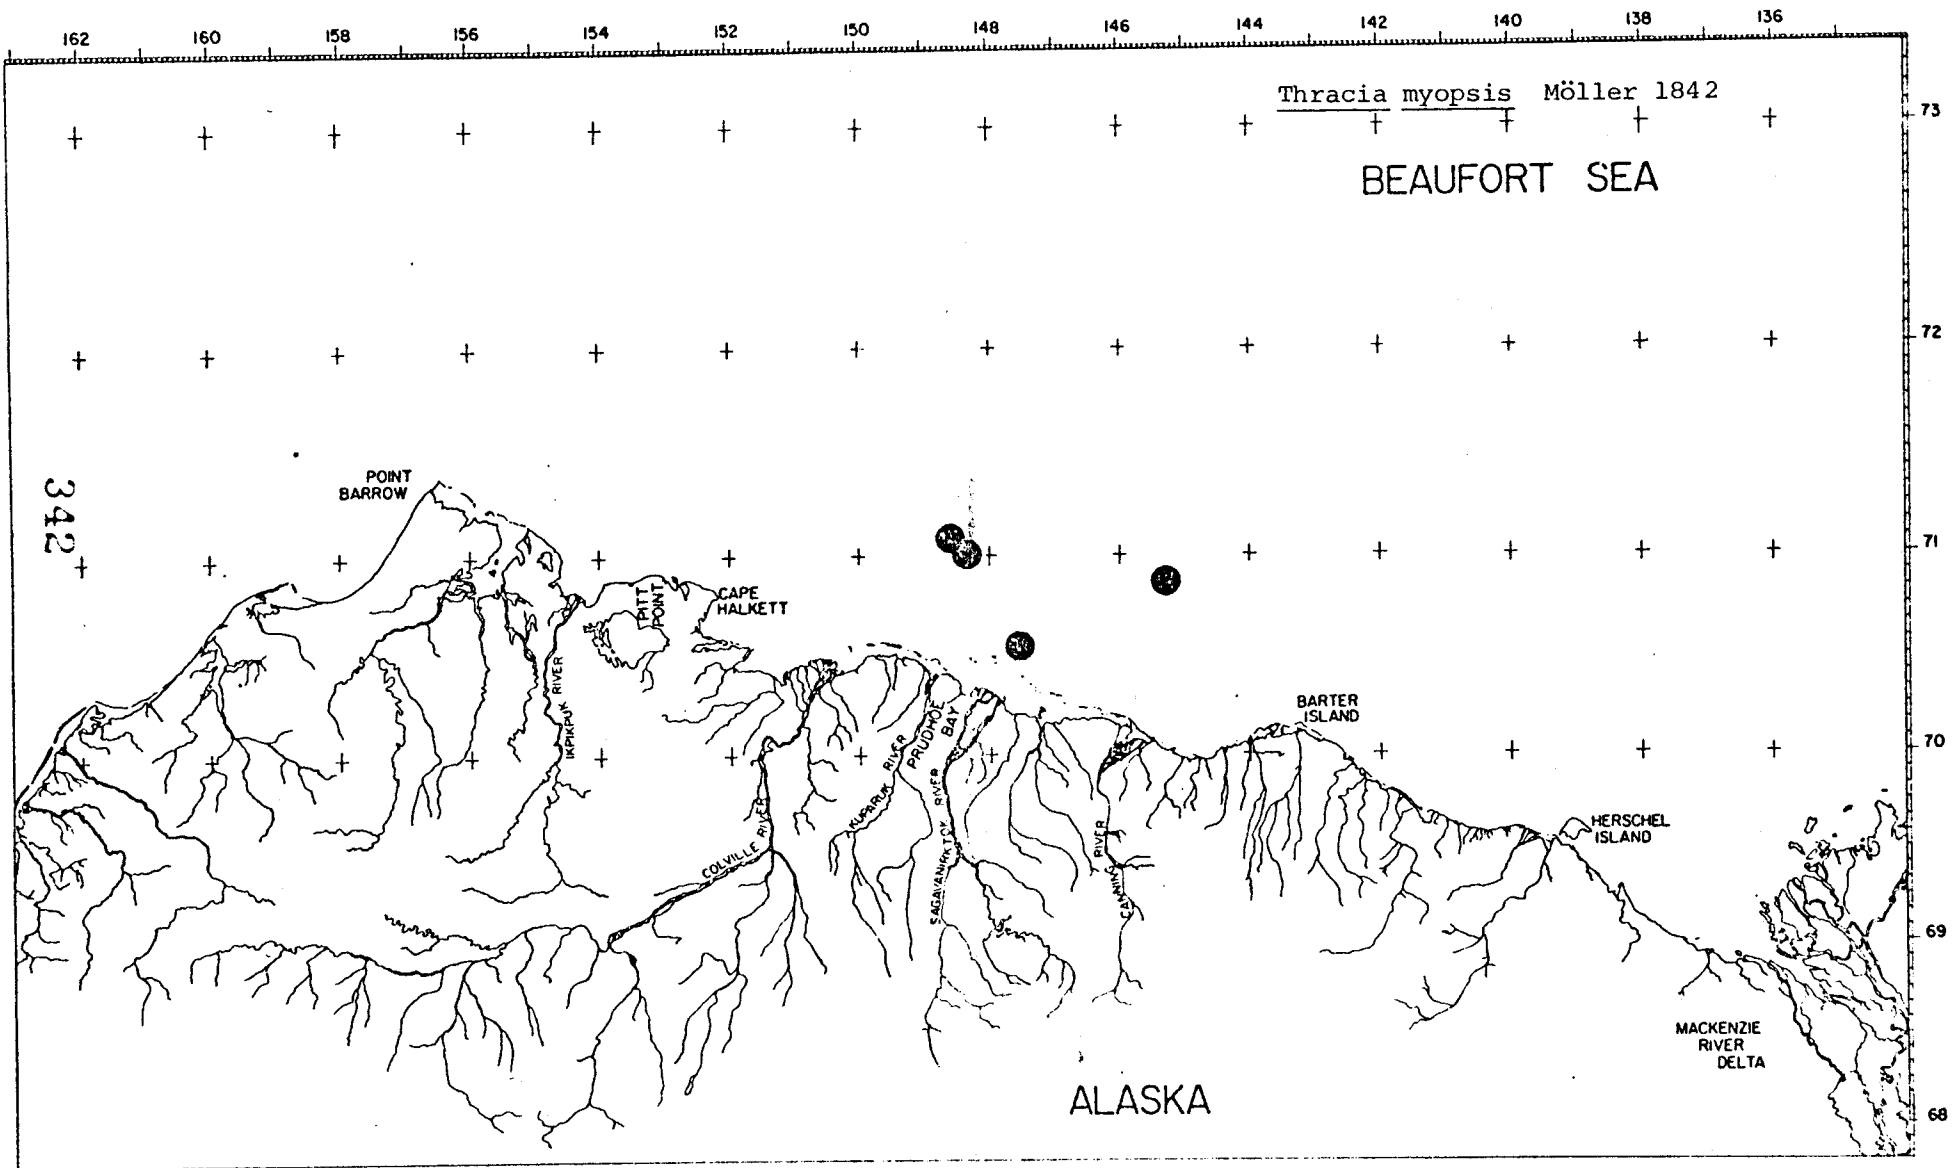 162 160 158 156 154 152 150 148 146 144 142 140 138 136
Thracia myopsis Möller 1842
73
BEAUFORT SEA
72
POINT
BARROW
342
71
CAPE
HALKETT
PITT
POINT
IKPIKPUK RIVER
BARTER
ISLAND
PRUDHOE
BAY
70
KUPARUK RIVER
SAGAVANIRKTOK RIVER
COLVILLE RIVER
CANNING RIVER
HERSCHEL
ISLAND
69
MACKENZIE
RIVER
DELTA
ALASKA
68